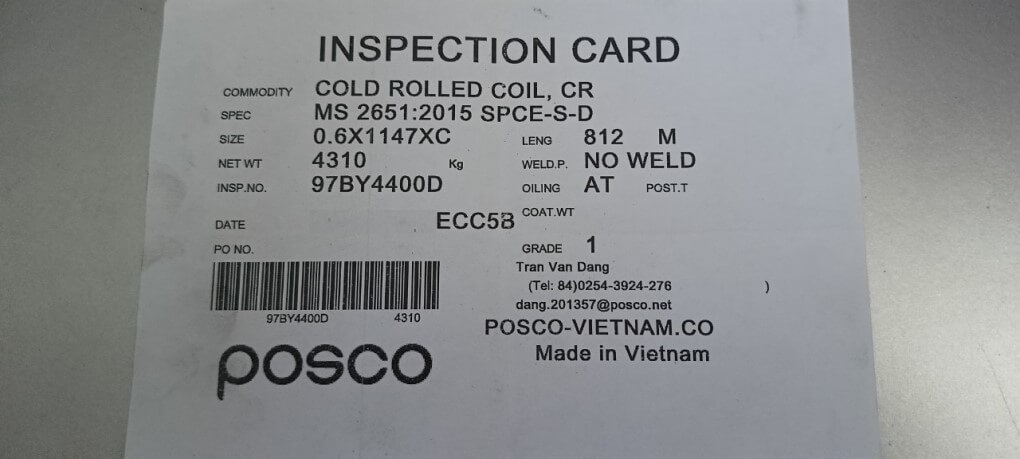 INSPECTION CARD
COMMODITY COLD ROLLED COIL, CR
SPEC MS 2651:2015 SPCE-S-D
SIZE 0.6X1147XC LENG 812 M
NET WT 4310 Kg WELD.P. NO WELD
INSP.NO. 97BY4400D OILING AT POST.T
COAT.WT
DATE ECC5B
PO NO. GRADE 1
Tran Van Dang
(Tel: 84)0254-3924-276 )
dang.201357@posco.net
97BY4400D 4310
POSCO-VIETNAM.CO
posco
Made in Vietnam